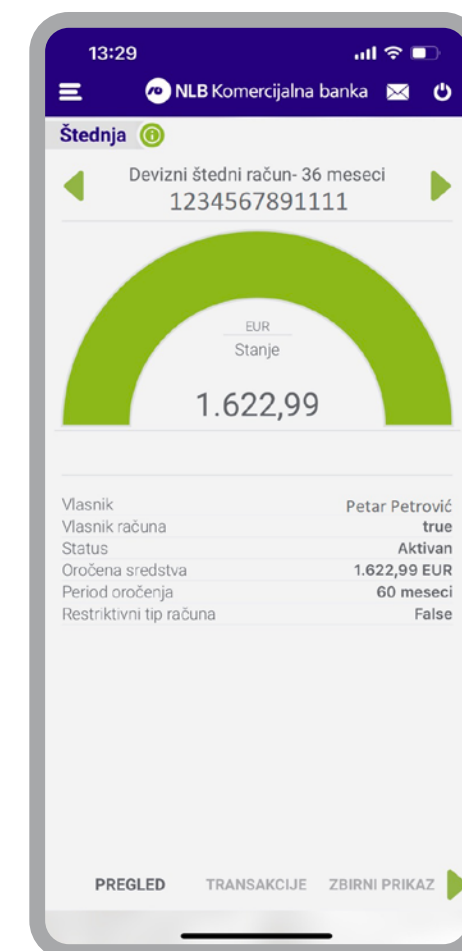 13:29
NLB Komercijalna banka
Štednja
Devizni štedni račun- 36 meseci
1234567891111
EUR
Stanje
1.622,99
Vlasnik Petar Petrović
Vlasnik računa true
Status Aktivan
Oročena sredstva 1.622,99 EUR
Period oročenja 60 meseci
Restriktivni tip računa False
PREGLED TRANSAKCIJE ZBIRNI PRIKAZ